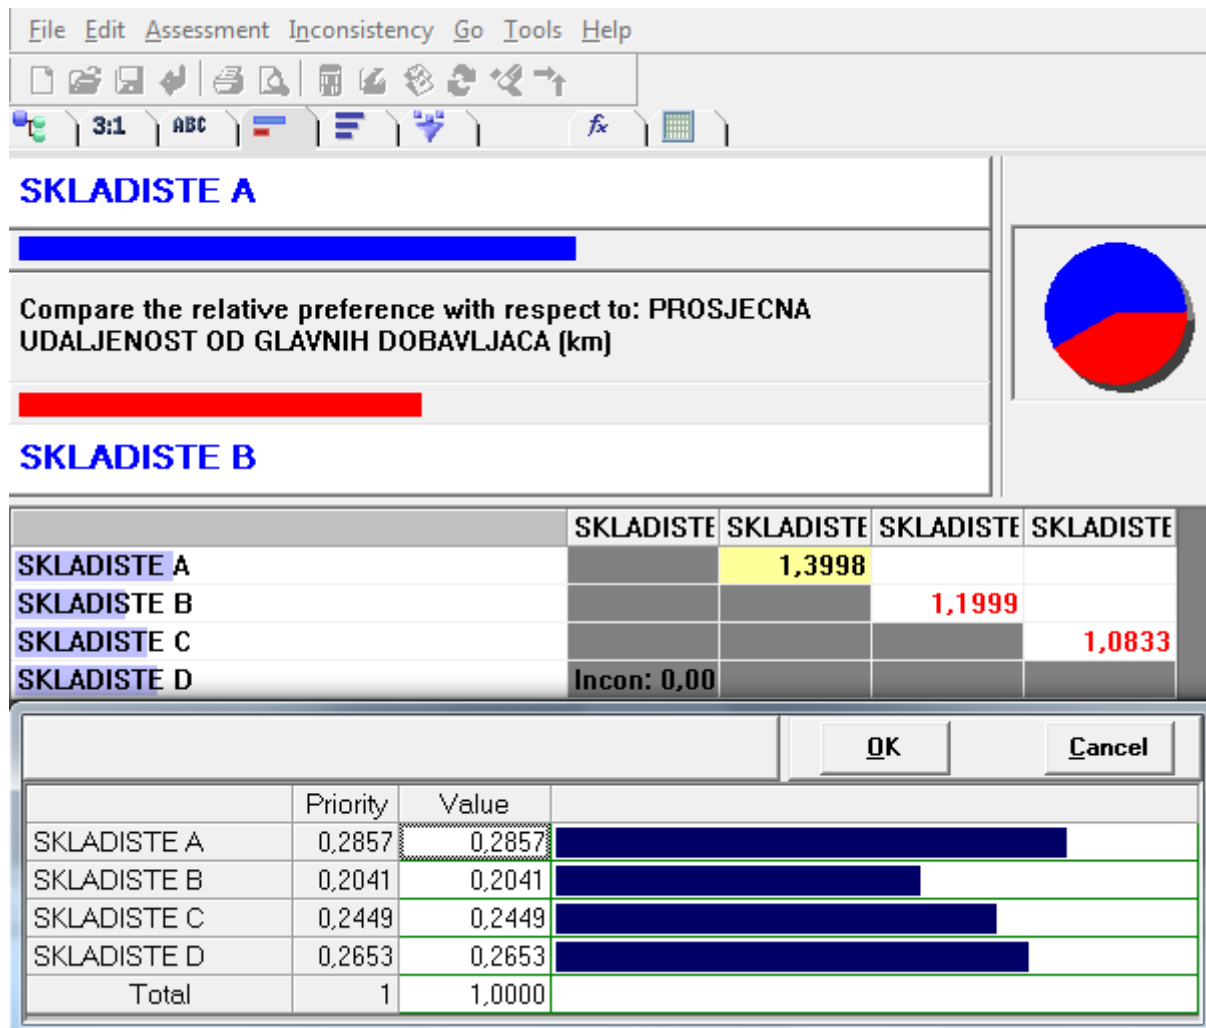 File Edit Assessment Inconsistency Go Tools Help
3:1 ABC fx
SKLADISTE A
Compare the relative preference with respect to: PROSJECNA
UDALJENOST OD GLAVNIH DOBAVLJACA (km)
SKLADISTE B
SKLADISTE SKLADISTE SKLADISTE SKLADISTE
SKLADISTE A 1,3998
SKLADISTE B 1,1999
SKLADISTE C 1,0833
SKLADISTE D Incon: 0,00
OK Cancel
Priority Value
SKLADISTE A 0,2857 0,2857
SKLADISTE B 0,2041 0,2041
SKLADISTE C 0,2449 0,2449
SKLADISTE D 0,2653 0,2653
Total 1 1,0000